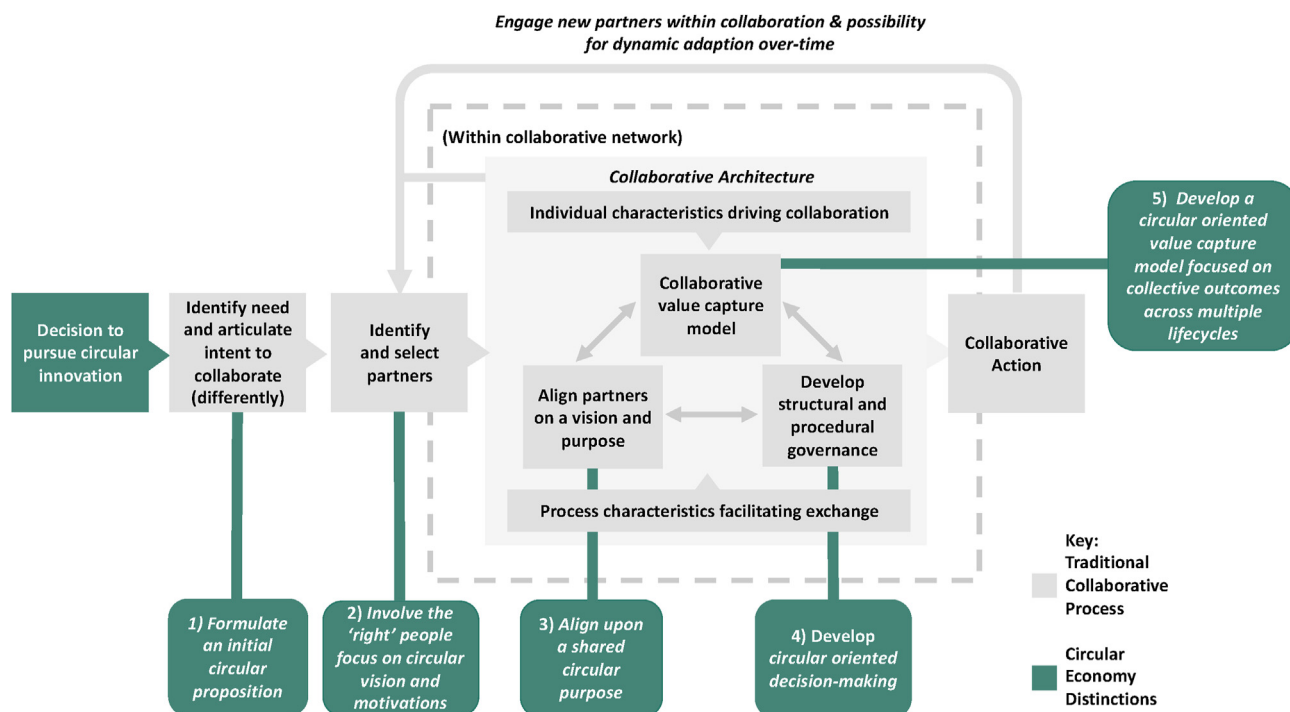 Engage new partners within collaboration & possibility
for dynamic adaption over-time
(Within collaborative network)
Collaborative Architecture
Individual characteristics driving collaboration
Collaborative
value capture
model
5) Develop a
circular oriented
value capture
model focused on
collective outcomes
across multiple
lifecycles
Decision to
pursue circular
innovation
Identify need
and articulate
intent to
collaborate
(differently)
Identify
and select
partners
Align partners
on a vision and
purpose
Develop
structural and
procedural
governance
Collaborative
Action
Process characteristics facilitating exchange
1) Formulate
an initial
circular
proposition
2) Involve the
‘right’ people
focus on circular
vision and
motivations
3) Align upon
a shared
circular
purpose
4) Develop
circular oriented
decision-making
Key:
Traditional
Collaborative
Process
Circular
Economy
Distinctions